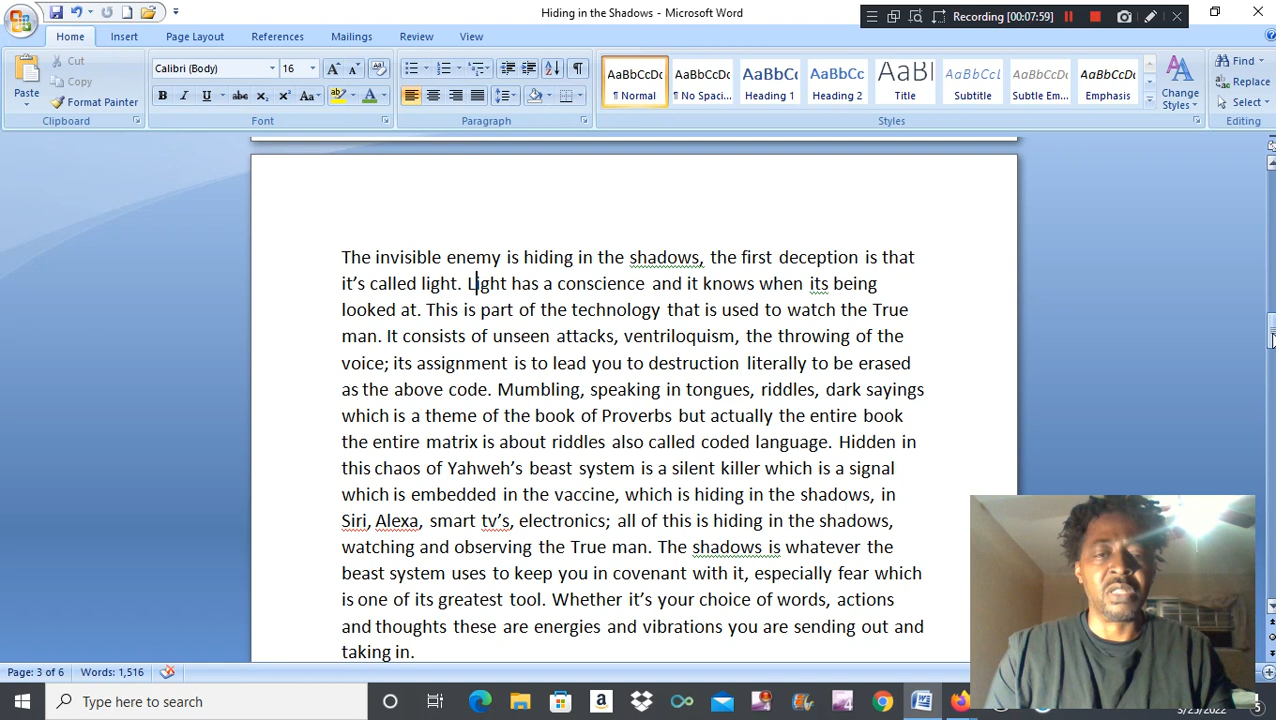 Hiding in the Shadows - Microsoft Word
Recording [00:07:59]
Home Insert Page Layout References Mailings Review View
Paste
Cut
Copy
Format Painter
Clipboard
Calibri (Body) 16
Font
Paragraph
AaBbCcDc AaBbCcDc AaBbC AaBbCc AaBl AaBbCcL AaBbCcDc AaBbCcDc
¶ Normal ¶ No Spaci... Heading 1 Heading 2 Title Subtitle Subtle Em... Emphasis
Change
Styles
Styles
Find
Replace
Select
Editing
The invisible enemy is hiding in the shadows, the first deception is that
it’s called light. Light has a conscience and it knows when its being
looked at. This is part of the technology that is used to watch the True
man. It consists of unseen attacks, ventriloquism, the throwing of the
voice; its assignment is to lead you to destruction literally to be erased
as the above code. Mumbling, speaking in tongues, riddles, dark sayings
which is a theme of the book of Proverbs but actually the entire book
the entire matrix is about riddles also called coded language. Hidden in
this chaos of Yahweh’s beast system is a silent killer which is a signal
which is embedded in the vaccine, which is hiding in the shadows, in
Siri, Alexa, smart tv’s, electronics; all of this is hiding in the shadows,
watching and observing the True man. The shadows is whatever the
beast system uses to keep you in covenant with it, especially fear which
is one of its greatest tool. Whether it’s your choice of words, actions
and thoughts these are energies and vibrations you are sending out and
taking in.
Page: 3 of 6 Words: 1,516
Type here to search